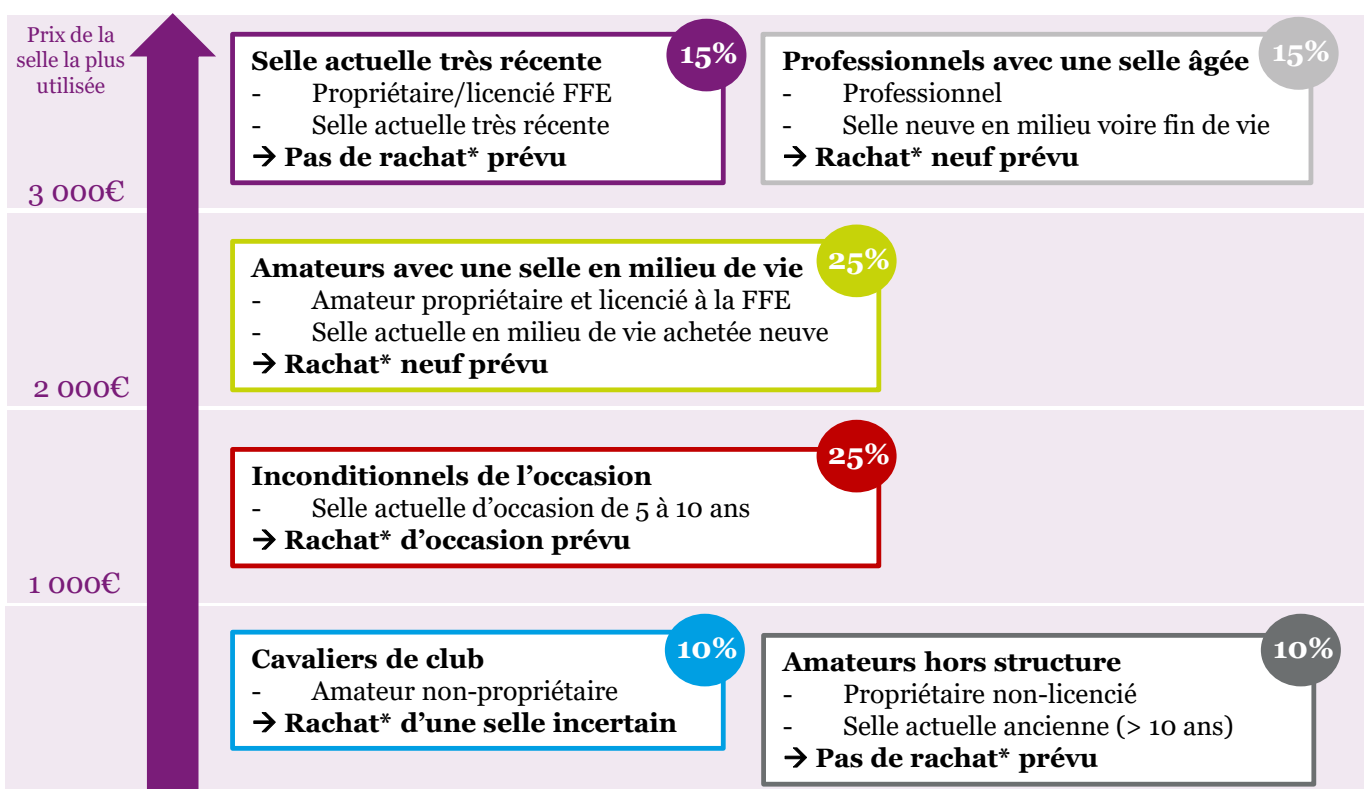 Prix de la
selle la plus
utilisée
3 000€
2 000€
1 000€
Selle actuelle très récente
15%
- Propriétaire/licencié FFE
- Selle actuelle très récente
→ Pas de rachat* prévu
Professionnels avec une selle âgée
15%
- Professionnel
- Selle neuve en milieu voire fin de vie
→ Rachat* neuf prévu
Amateurs avec une selle en milieu de vie
25%
- Amateur propriétaire et licencié à la FFE
- Selle actuelle en milieu de vie achetée neuve
→ Rachat* neuf prévu
Inconditionnels de l’occasion
25%
- Selle actuelle d’occasion de 5 à 10 ans
→ Rachat* d’occasion prévu
Cavaliers de club
10%
- Amateur non-propriétaire
→ Rachat* d’une selle incertain
Amateurs hors structure
10%
- Propriétaire non-licencié
- Selle actuelle ancienne (> 10 ans)
→ Pas de rachat* prévu